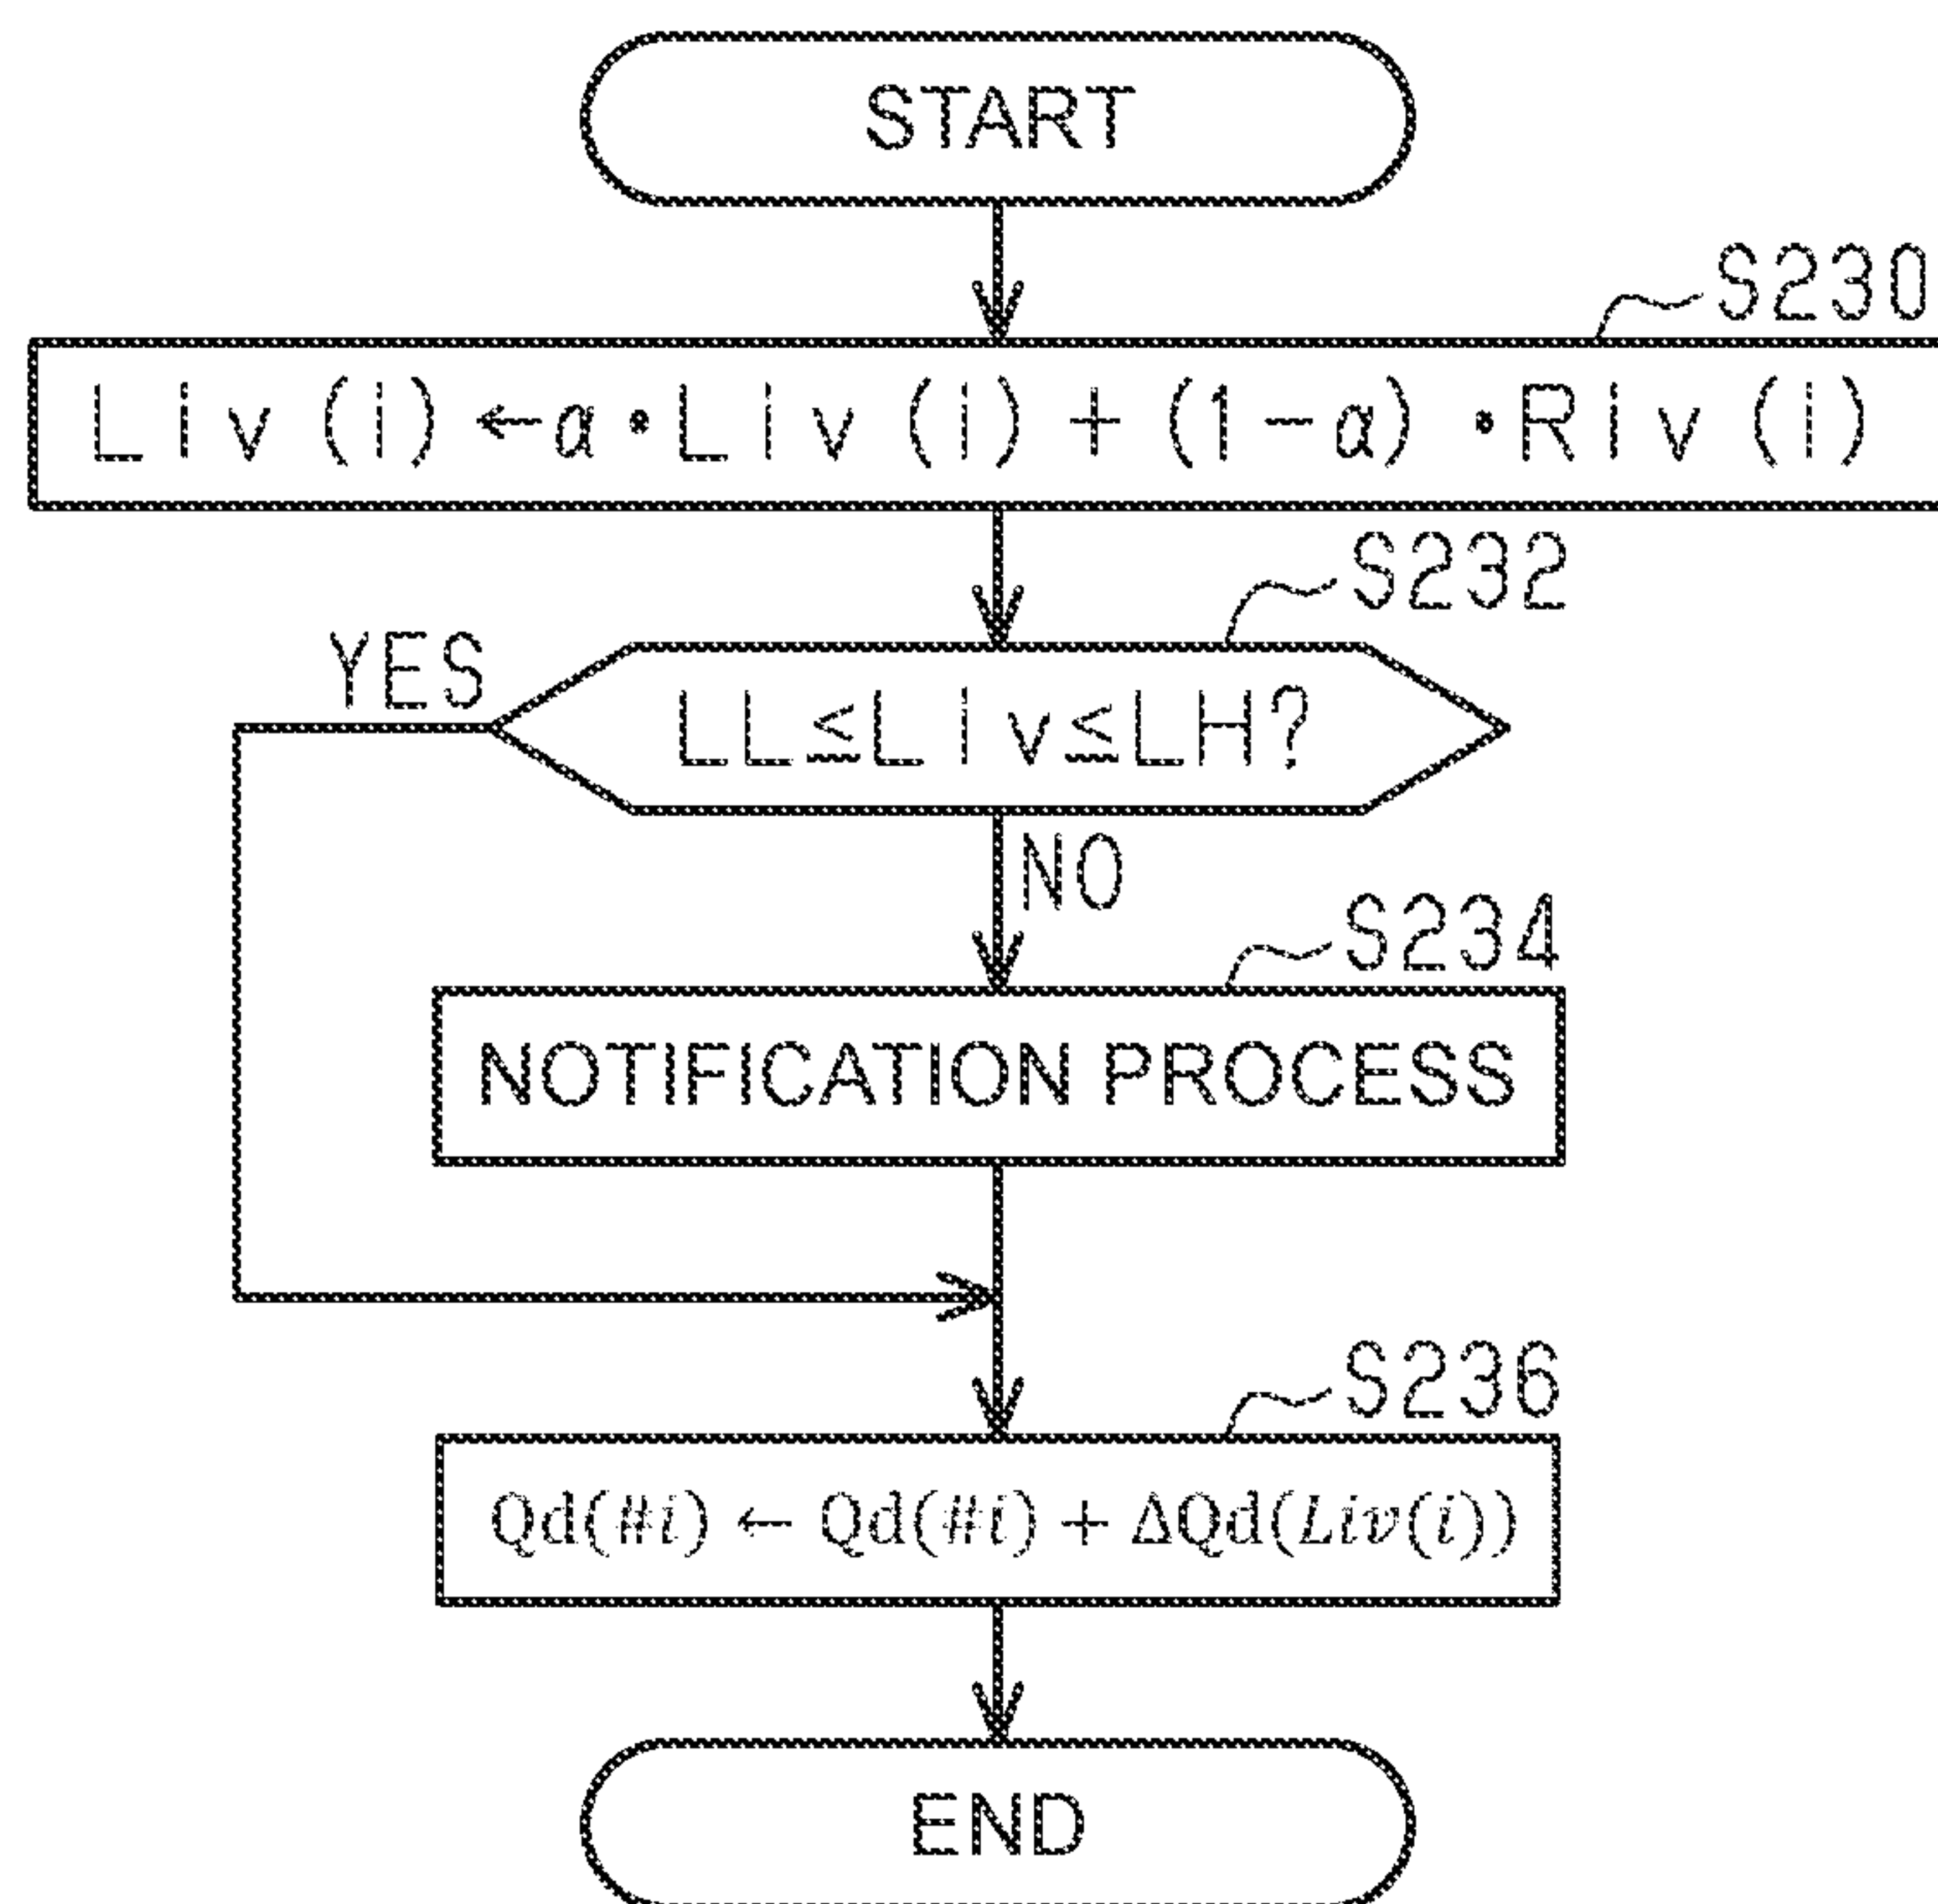 START
S230
Liv(i)←α・Liv(i)+(1-α)・Riv(i)
S232
YES
LL≦Liv≦LH?
NO
S234
NOTIFICATION PROCESS
S236
Qd(#i) ← Qd(#i) + ΔQd(Liv(i))
END